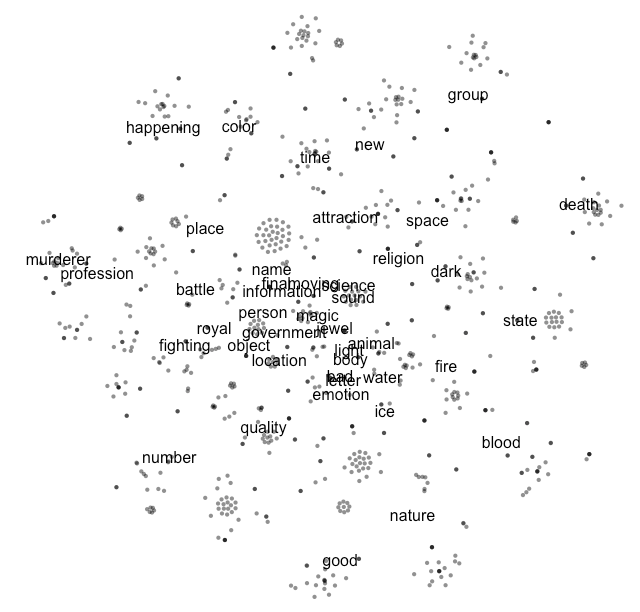 group
happening
color
time
new
death
attraction
space
place
murderer
profession
religion
dark
name
battle
information
science
sound
person
magic
royal
government
jewel
state
fighting
object
light
animal
location
body
fire
bad
letter
water
emotion
ice
quality
blood
number
nature
good